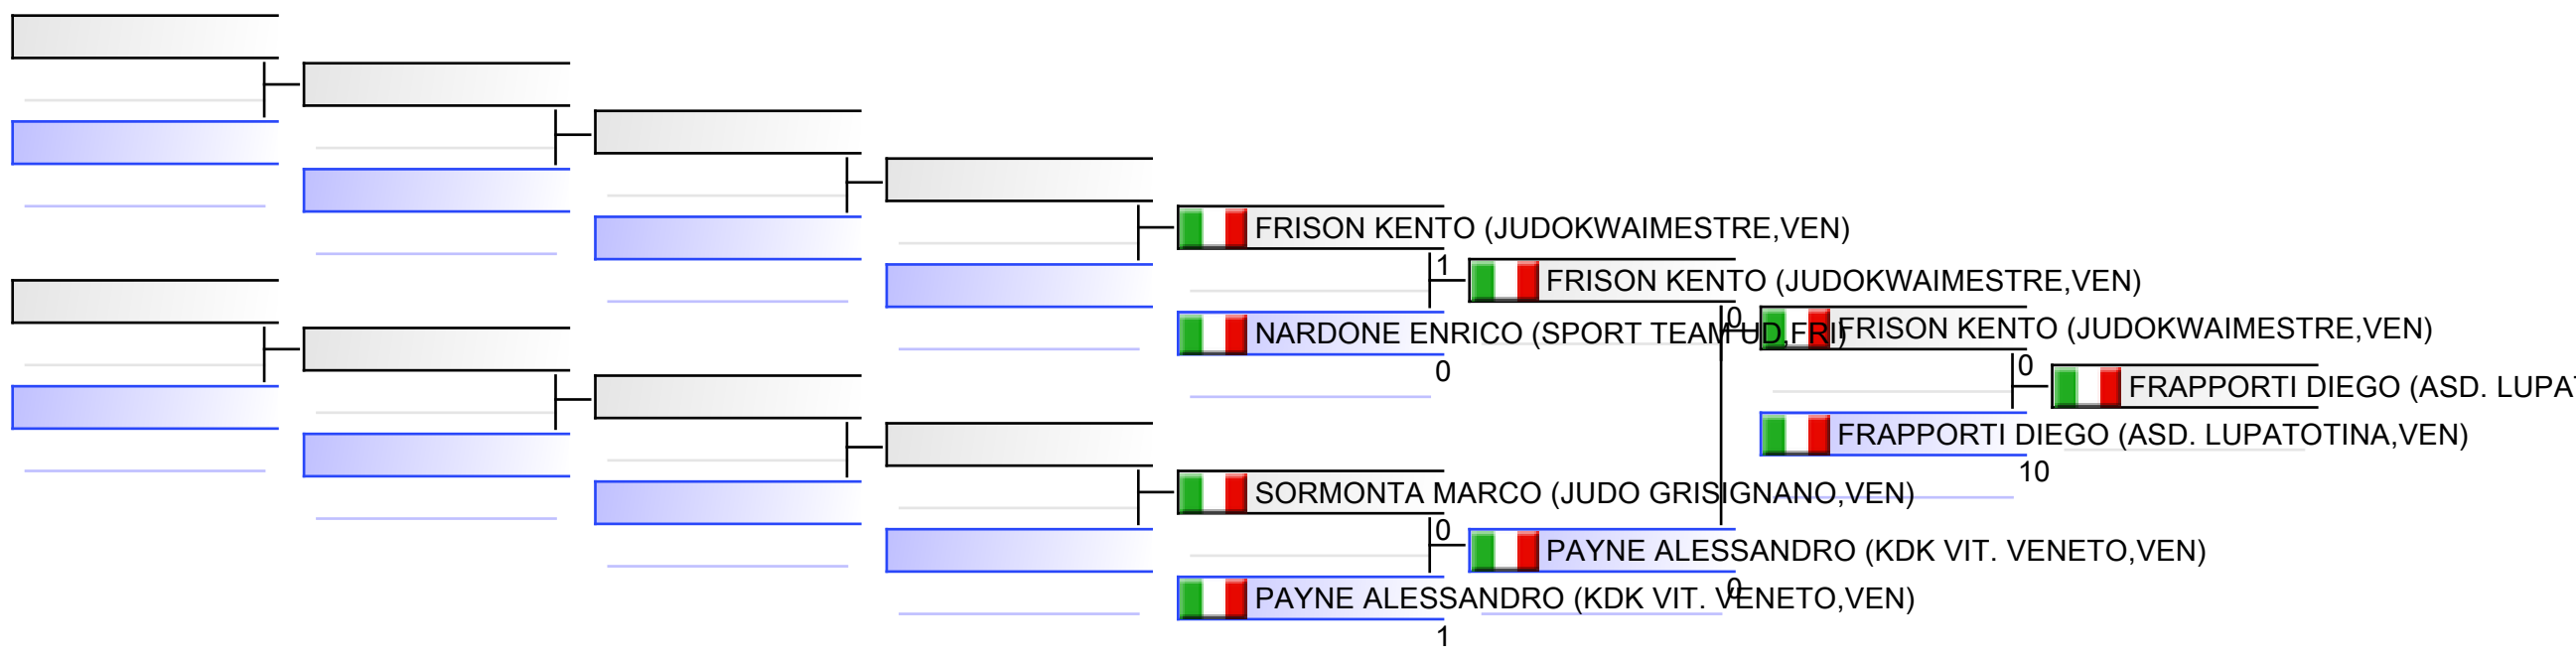 FRISON KENTO (JUDOKWAIMESTRE,VEN)
1
FRISON KENTO (JUDOKWAIMESTRE,VEN)
0
NARDONE ENRICO (SPORT TEAM UD,FRI)
0
FRISON KENTO (JUDOKWAIMESTRE,VEN)
0
FRAPPORTI DIEGO (ASD. LUPAT
FRAPPORTI DIEGO (ASD. LUPATOTINA,VEN)
10
SORMONTA MARCO (JUDO GRISIGNANO,VEN)
0
PAYNE ALESSANDRO (KDK VIT. VENETO,VEN)
0
PAYNE ALESSANDRO (KDK VIT. VENETO,VEN)
1